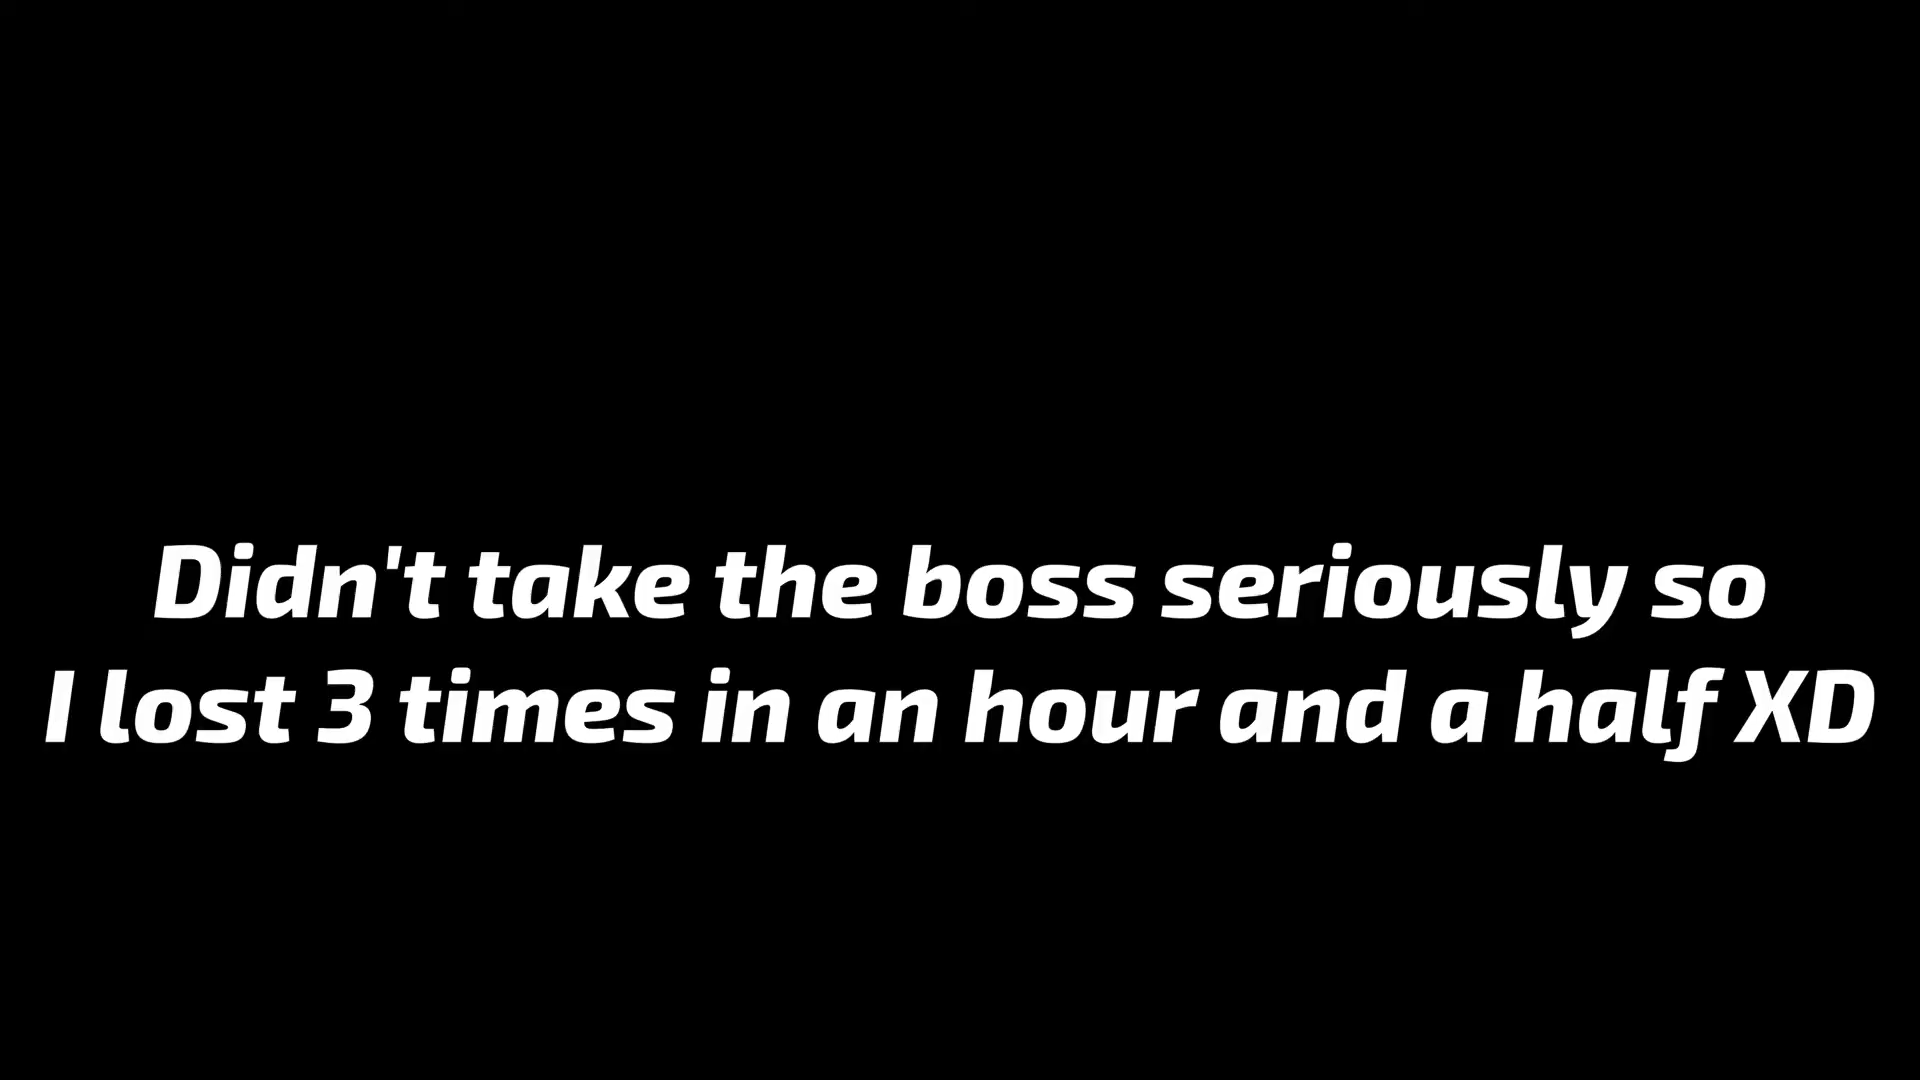 Didn't take the boss seriously so
I lost 3 times in an hour and a half XD